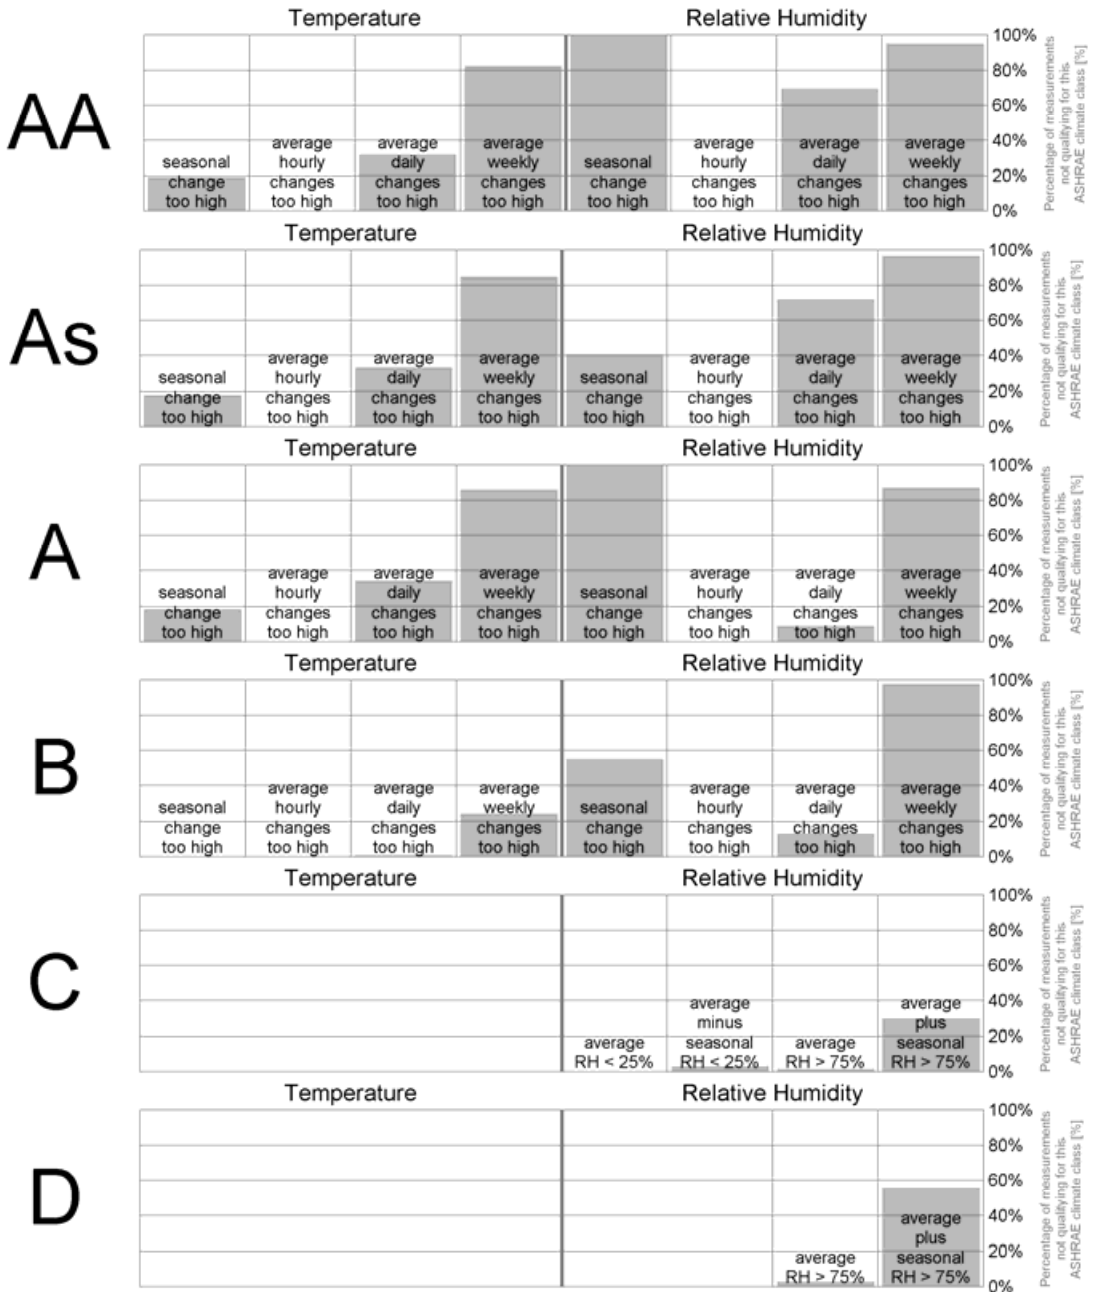 Temperature Relative Humidity
AA
seasonal change too high
average hourly changes too high
average daily changes too high
average weekly changes too high
seasonal change too high
average hourly changes too high
average daily changes too high
average weekly changes too high
100%
80%
60%
40%
20%
0%
Percentage of measurements
not qualitying for this
ASHRAE climate class [%]
Temperature Relative Humidity
As
seasonal change too high
average hourly changes too high
average daily changes too high
average weekly changes too high
seasonal change too high
average hourly changes too high
average daily changes too high
average weekly changes too high
100%
80%
60%
40%
20%
0%
Percentage of measurements
not qualitying for this
ASHRAE climate class [%]
Temperature Relative Humidity
A
seasonal change too high
average hourly changes too high
average daily changes too high
average weekly changes too high
seasonal change too high
average hourly changes too high
average daily changes too high
average weekly changes too high
100%
80%
60%
40%
20%
0%
Percentage of measurements
not qualitying for this
ASHRAE climate class [%]
Temperature Relative Humidity
B
seasonal change too high
average hourly changes too high
average daily changes too high
average weekly changes too high
seasonal change too high
average hourly changes too high
average daily changes too high
average weekly changes too high
100%
80%
60%
40%
20%
0%
Percentage of measurements
not qualitying for this
ASHRAE climate class [%]
Temperature Relative Humidity
C
average RH < 25%
average minus seasonal RH < 25%
average RH > 75%
average plus seasonal RH > 75%
100%
80%
60%
40%
20%
0%
Percentage of measurements
not qualitying for this
ASHRAE climate class [%]
Temperature Relative Humidity
D
average RH > 75%
average plus seasonal RH > 75%
100%
80%
60%
40%
20%
0%
Percentage of measurements
not qualitying for this
ASHRAE climate class [%]